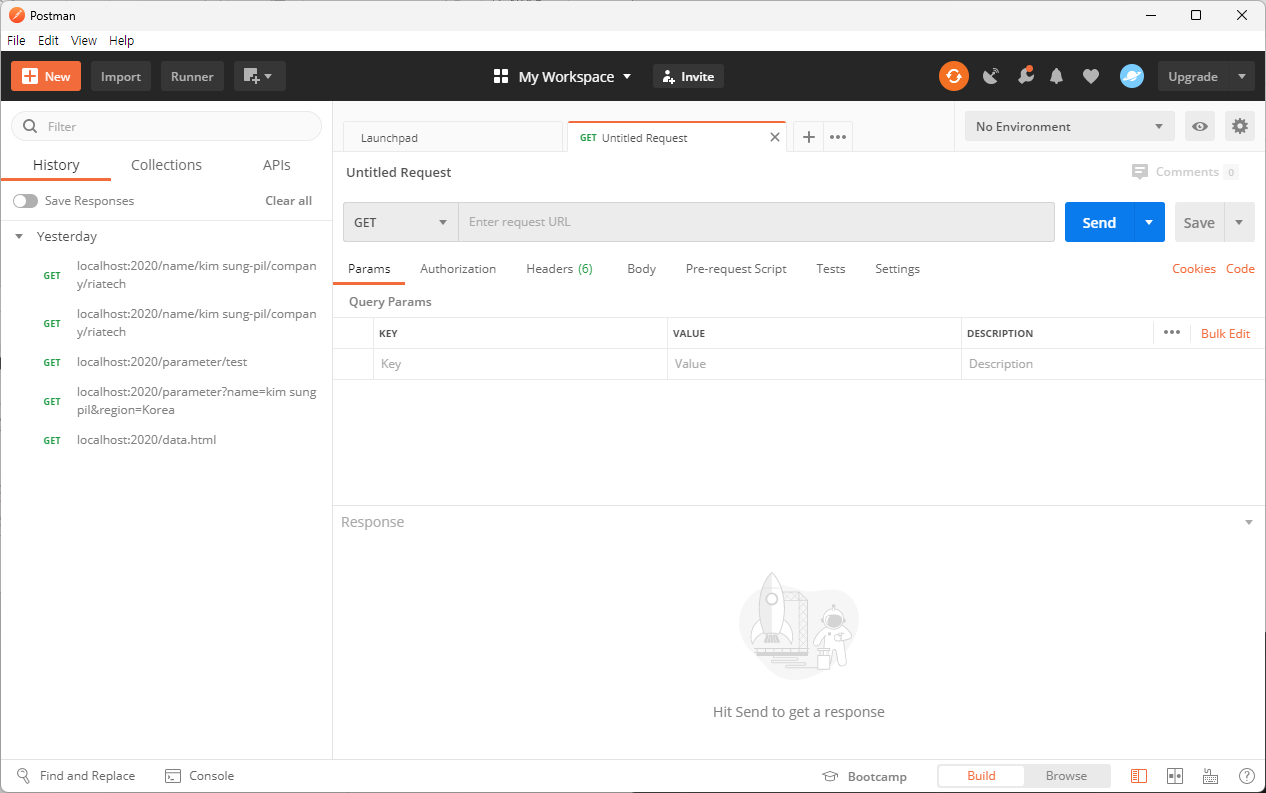 Postman
File Edit View Help
New Import Runner My Workspace Invite Upgrade
Filter
Launchpad GET Untitled Request No Environment
History Collections APIs
Untitled Request Comments 0
Save Responses Clear all
GET Enter request URL Send Save
Yesterday
GET localhost:2020/name/kim sung-pil/compan
y/riatech
GET localhost:2020/name/kim sung-pil/compan
y/riatech
GET localhost:2020/parameter/test
GET localhost:2020/parameter?name=kim sung
pil&region=Korea
GET localhost:2020/data.html
Params Authorization Headers (6) Body Pre-request Script Tests Settings Cookies Code
Query Params
KEY VALUE DESCRIPTION Bulk Edit
Key Value Description
Response
Hit Send to get a response
Find and Replace Console Bootcamp Build Browse